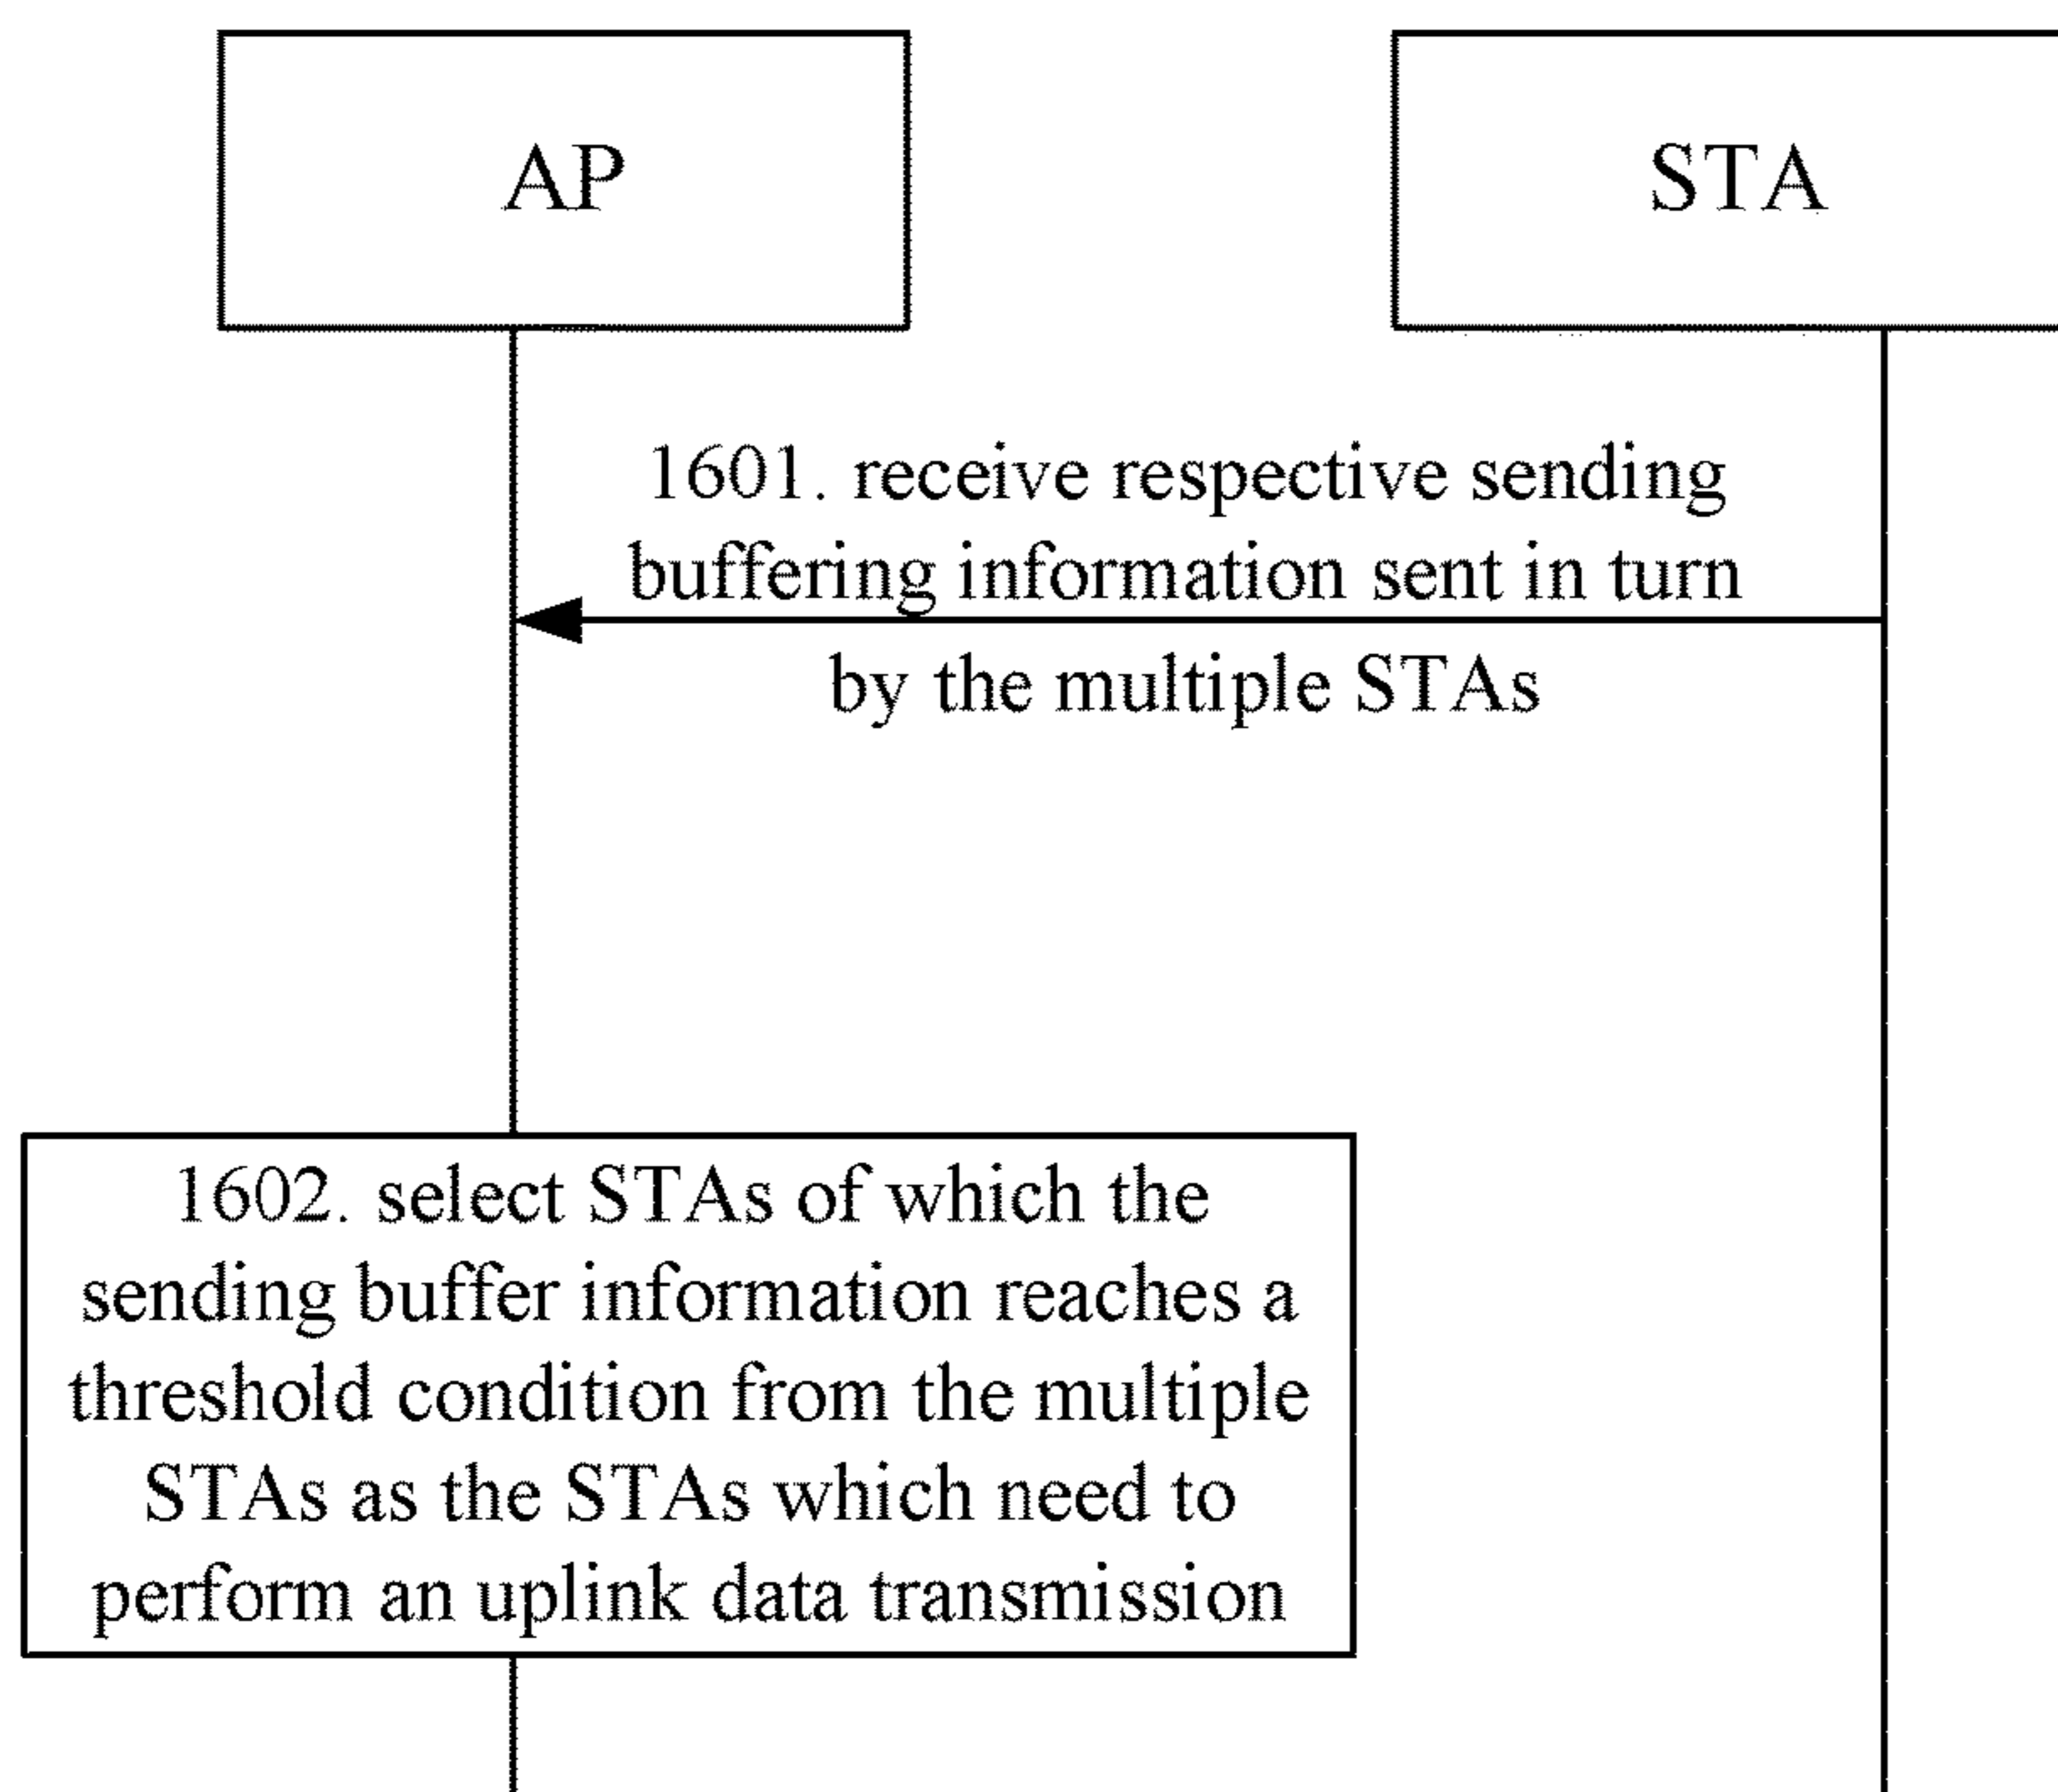 AP
STA
1601. receive respective sending
buffering information sent in turn
by the multiple STAs
1602. select STAs of which the
sending buffer information reaches a
threshold condition from the multiple
STAs as the STAs which need to
perform an uplink data transmission